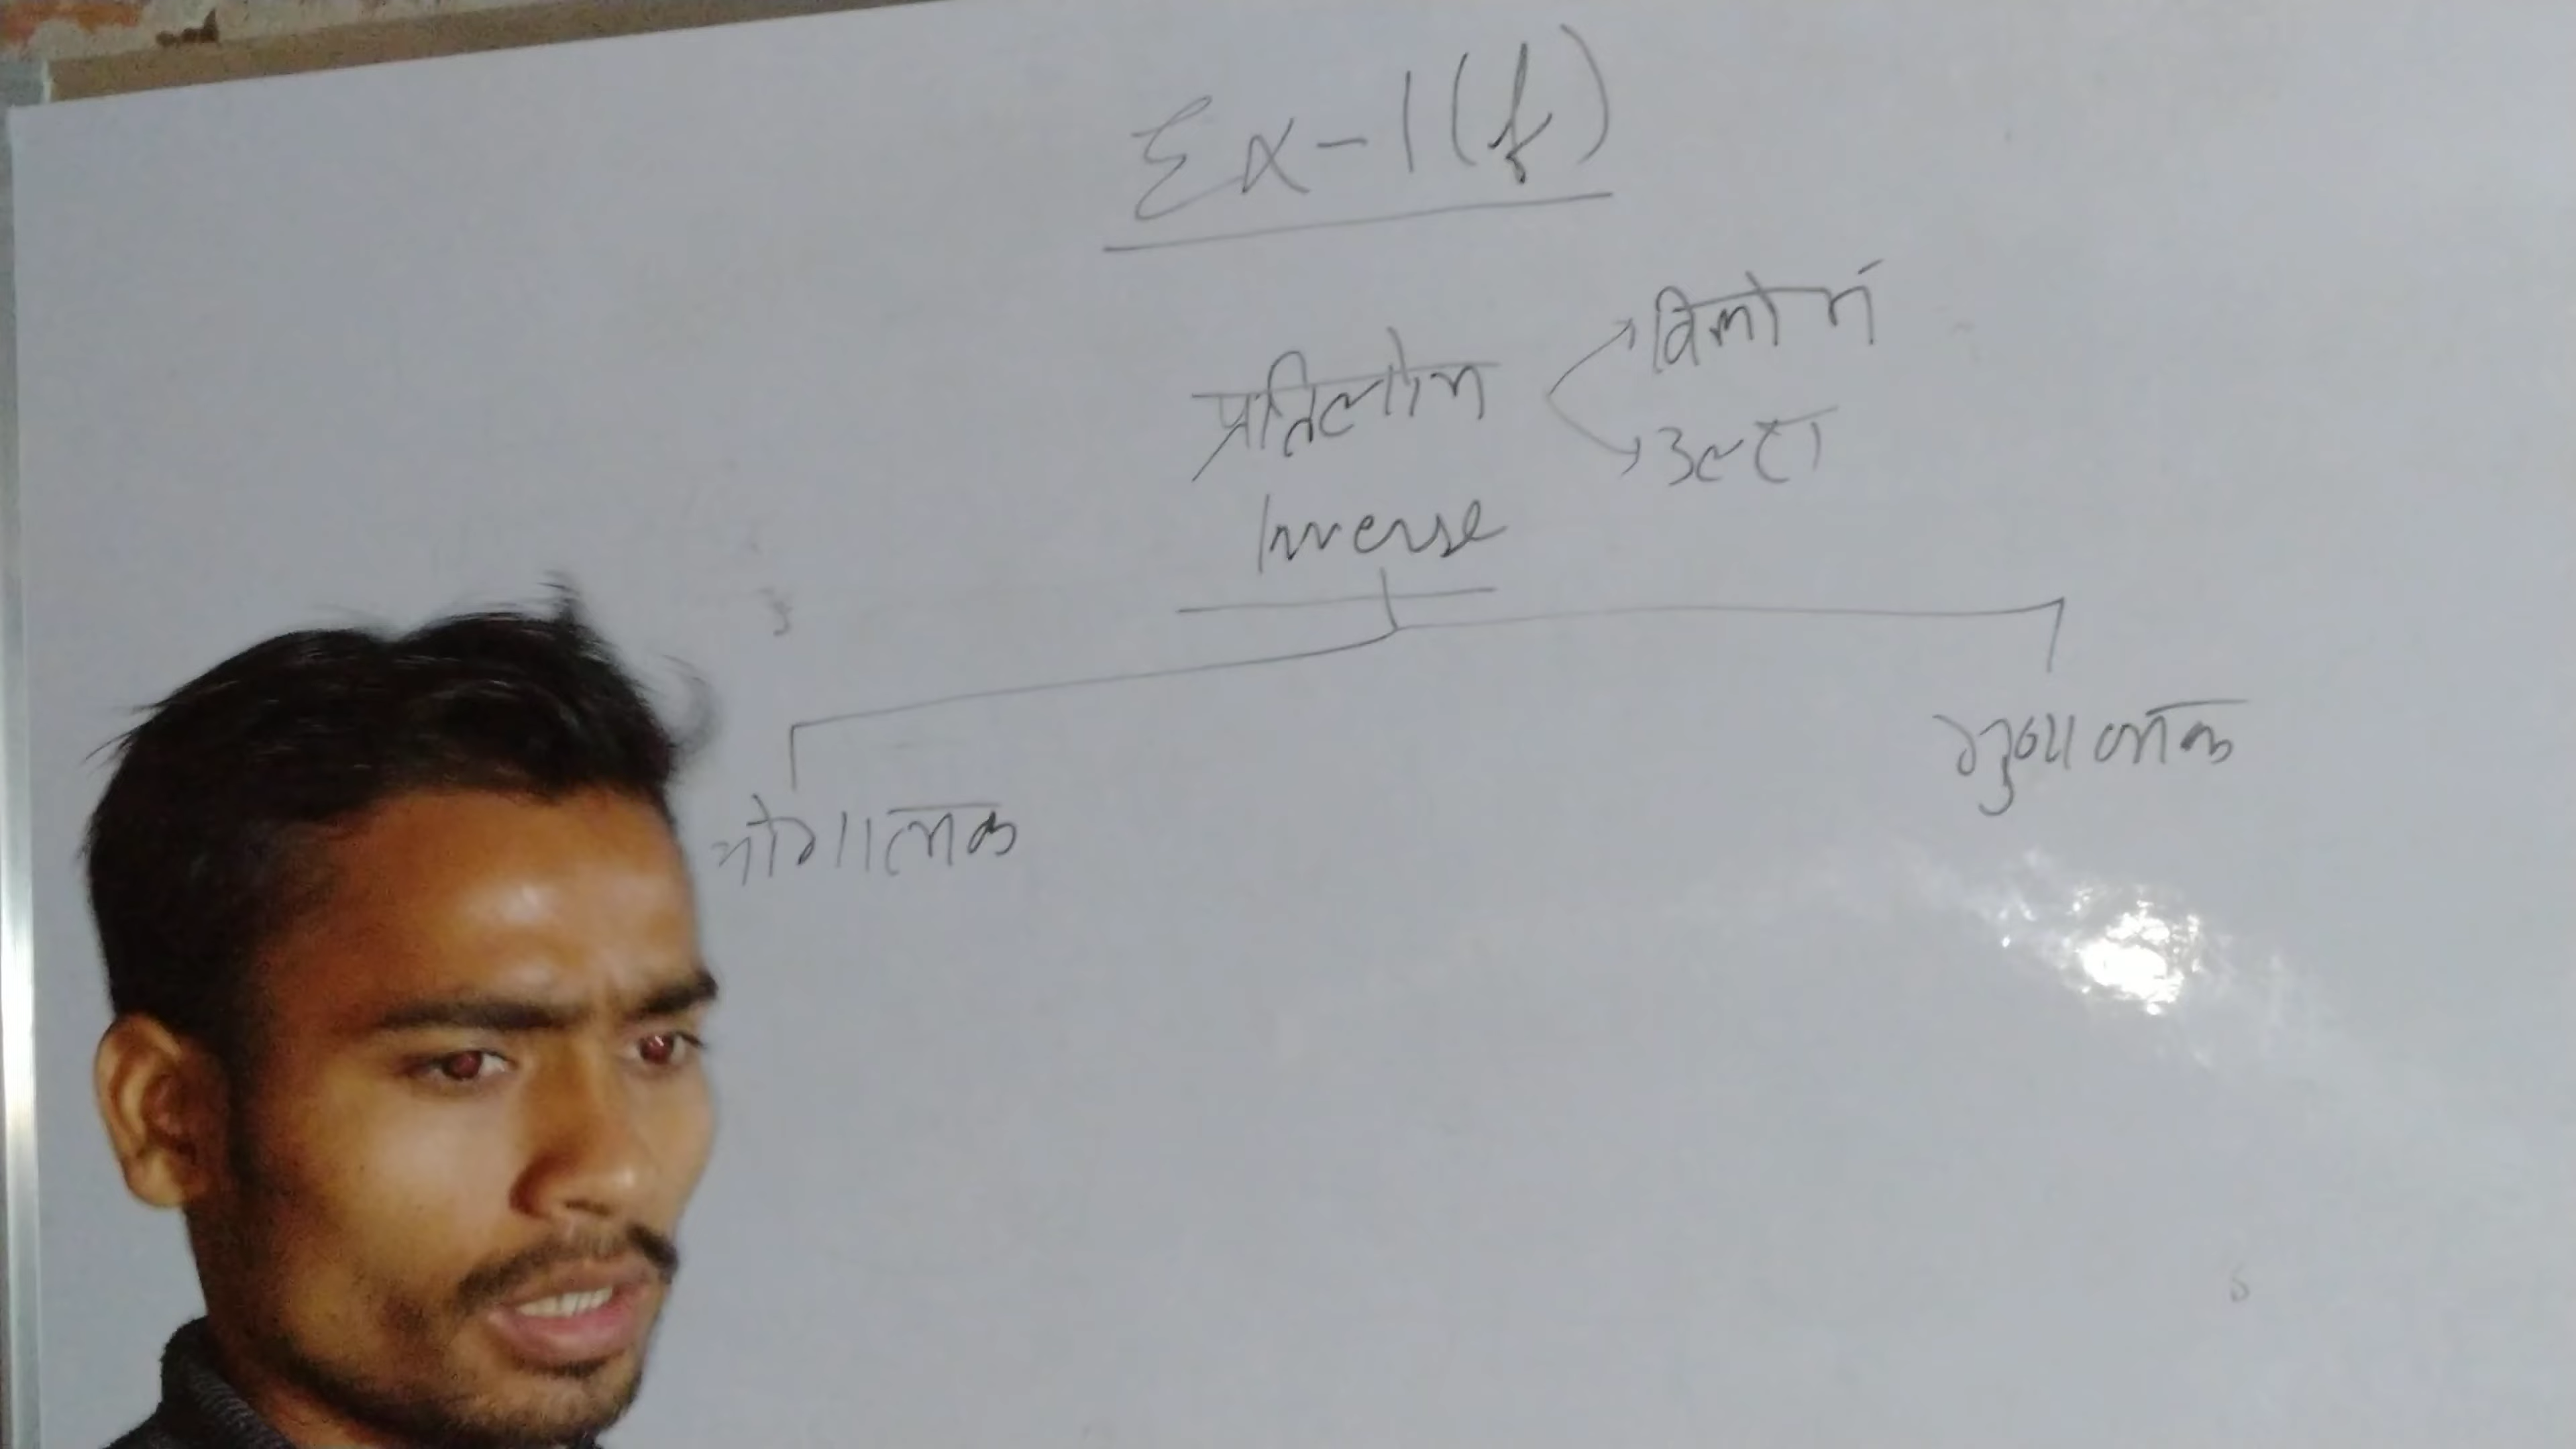 Ex-1(f)
प्रतिलोम
विलोम
उल्टा
Inverse
योगात्मक
गुणात्मक